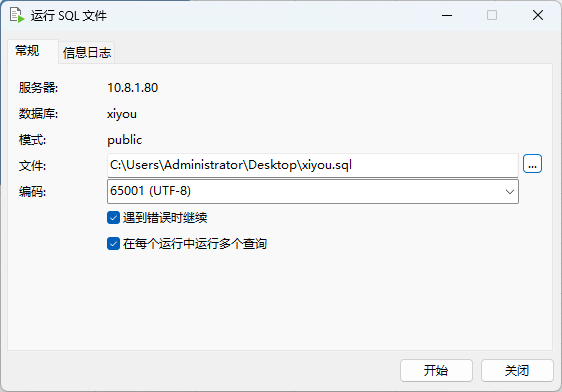 运行 SQL 文件
常规
信息日志
服务器: 10.8.1.80
数据库: xiyou
模式: public
文件: C:\Users\Administrator\Desktop\xiyou.sql ...
编码: 65001 (UTF-8)
遇到错误时继续
在每个运行中运行多个查询
开始 关闭